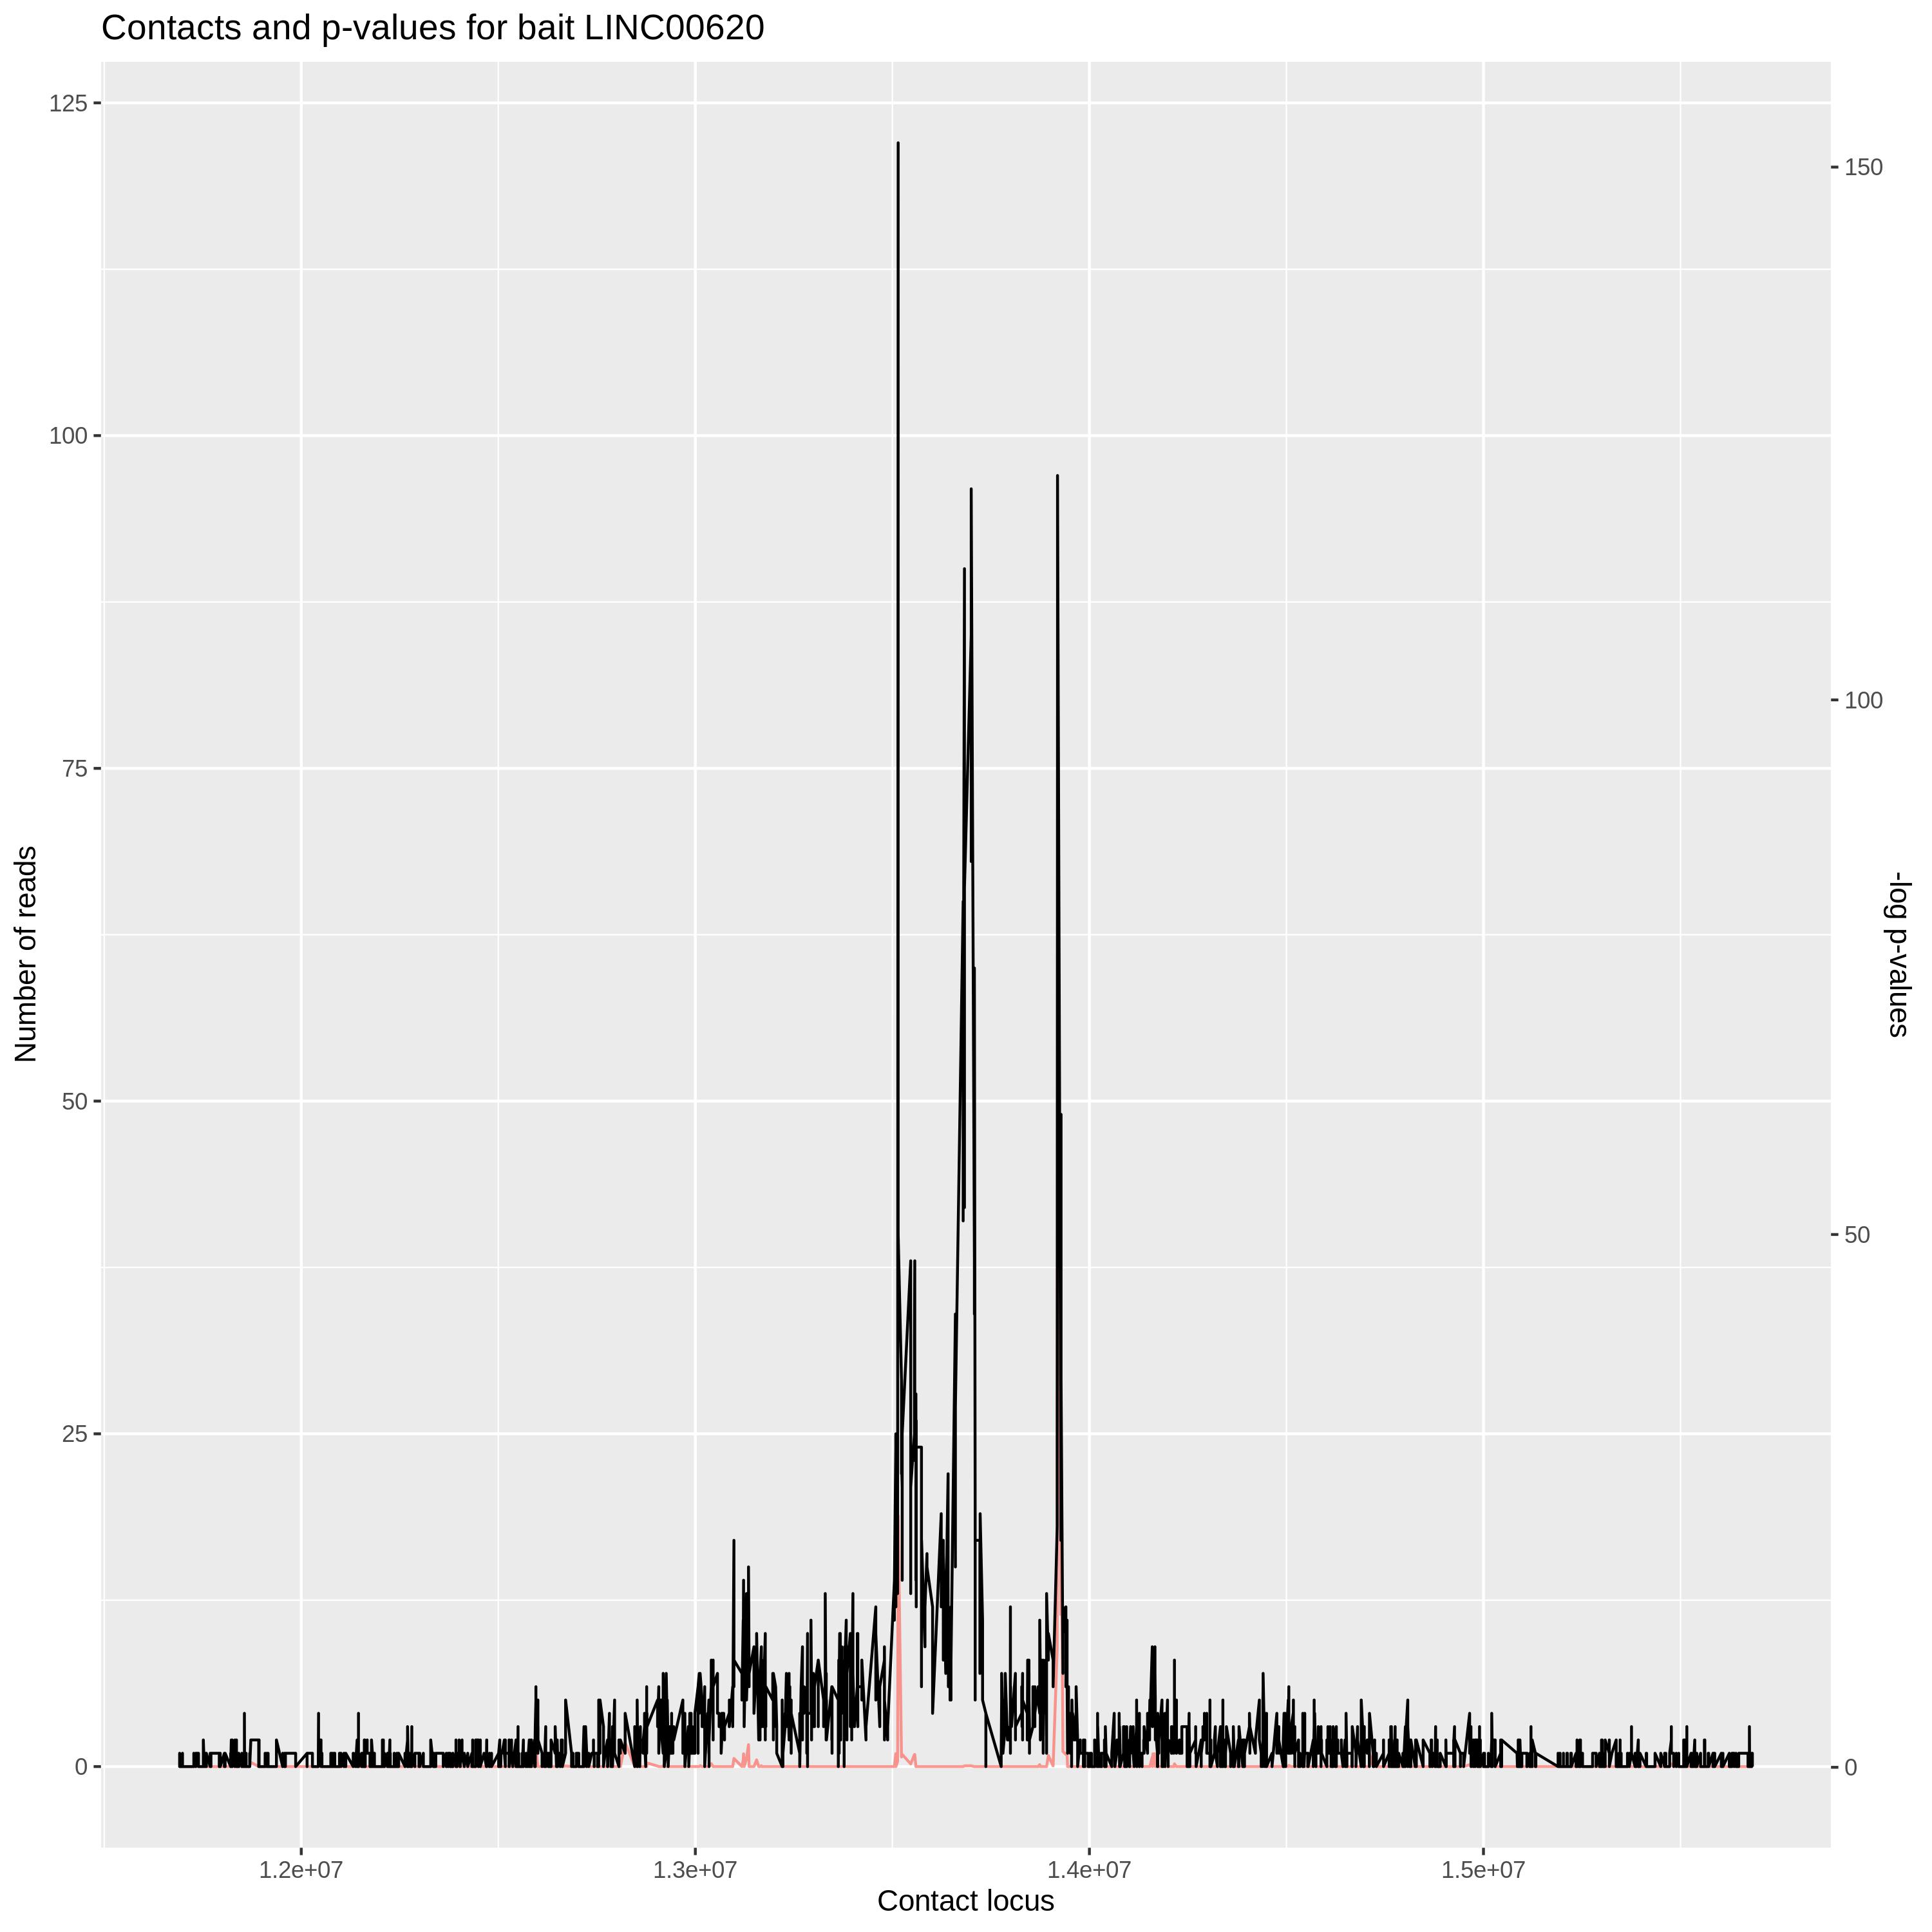 Contacts and p-values for bait LINC00620
125
100
75
50
25
0
150
100
50
0
Number of reads
-log p-values
1.2e+07 1.3e+07 1.4e+07 1.5e+07
Contact locus